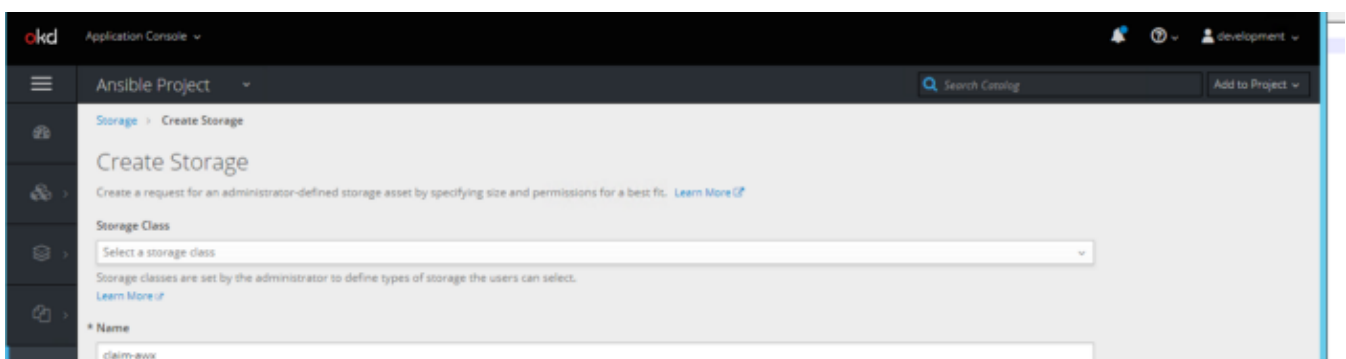 okd Application Console development
Ansible Project Search Catalog Add to Project
Storage > Create Storage
Create Storage
Create a request for an administrator-defined storage asset by specifying size and permissions for a best fit. Learn More
Storage Class
Select a storage class
Storage classes are set by the administrator to define types of storage the users can select.
Learn More
* Name
claim-awx